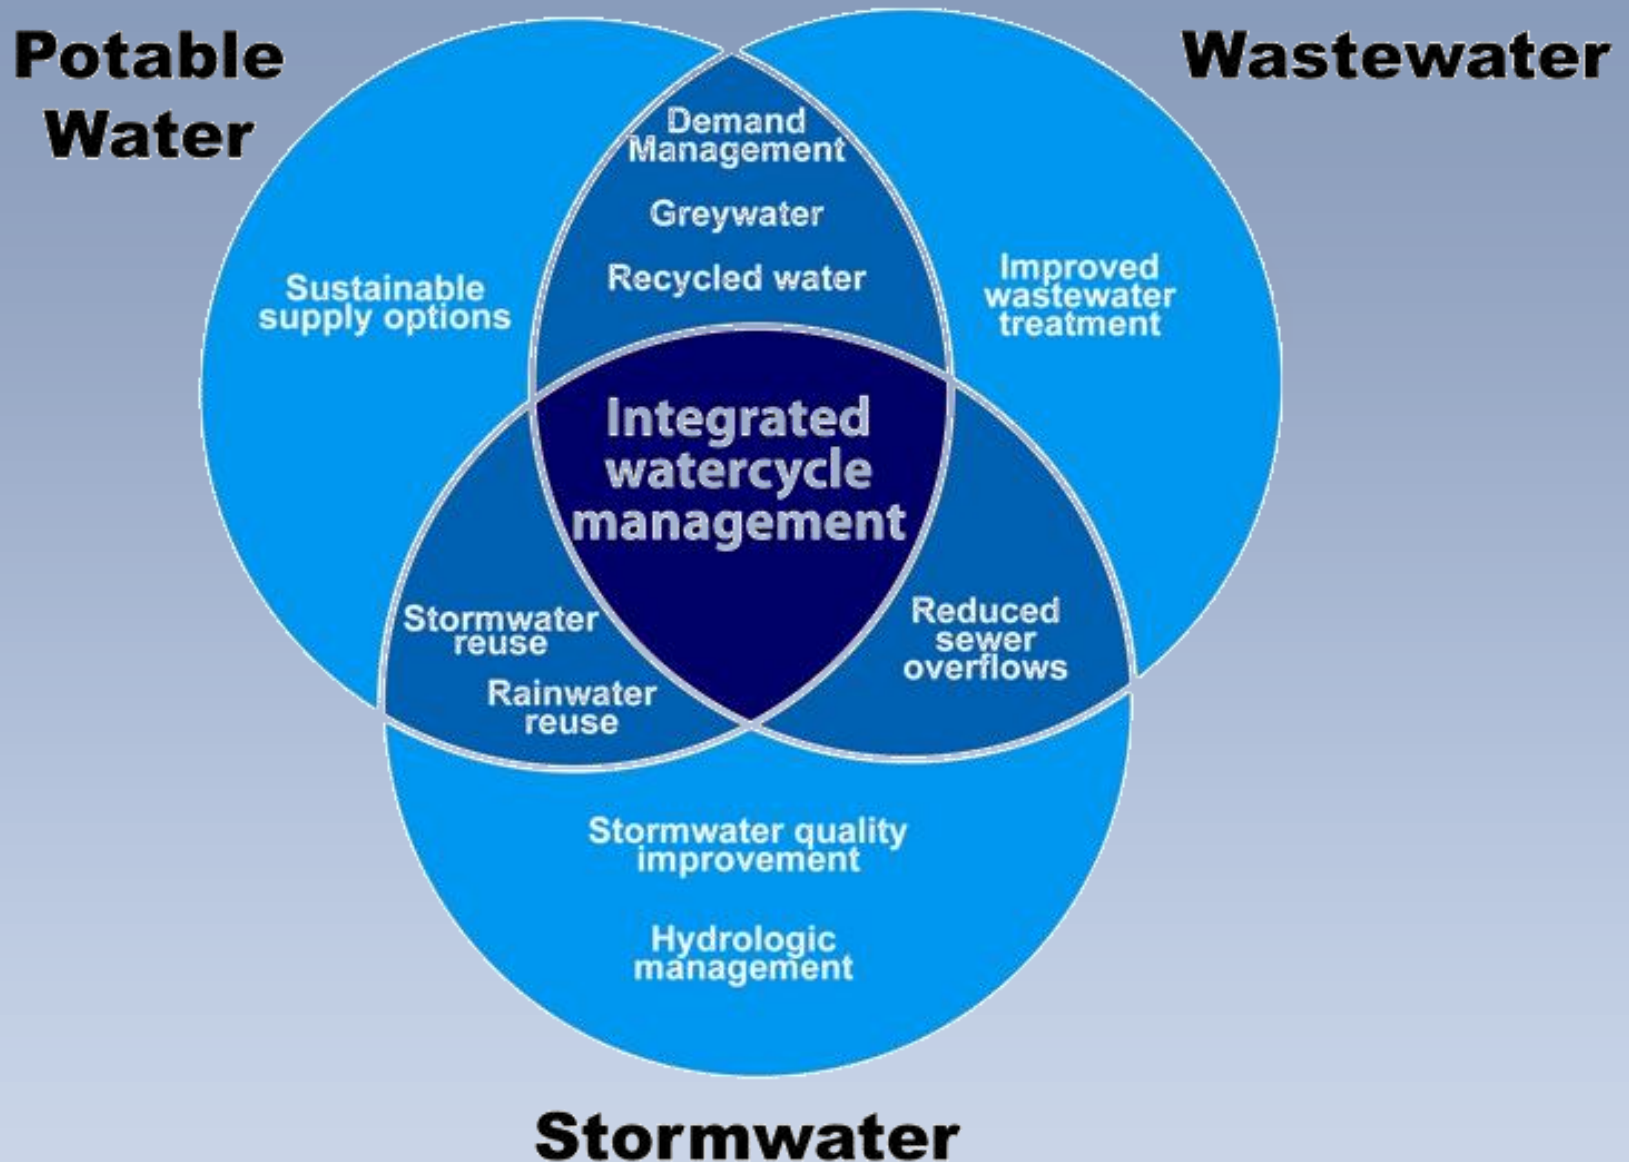 Potable
Water
Wastewater
Demand
Management
Greywater
Recycled water
Sustainable
supply options
Improved
wastewater
treatment
Integrated
watercycle
management
Stormwater
reuse
Rainwater
reuse
Reduced
sewer
overflows
Stormwater quality
improvement
Hydrologic
management
Stormwater